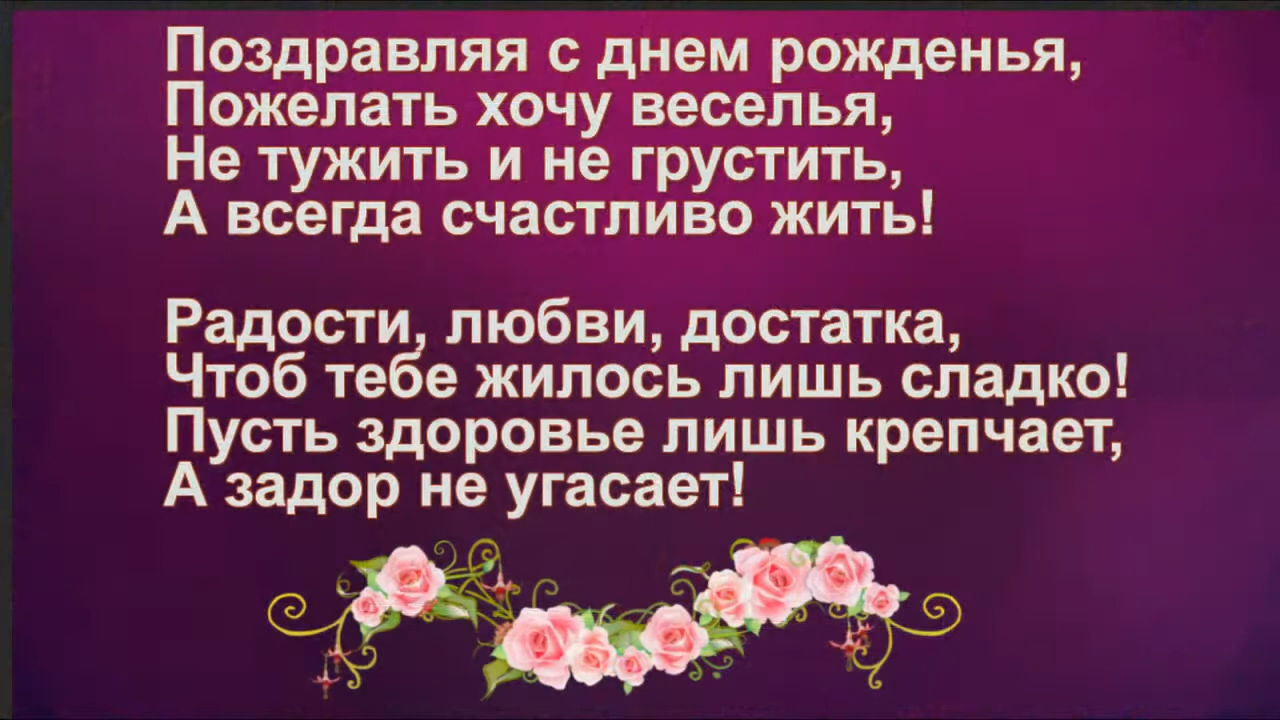 Поздравляя с днем рожденья,
Пожелать хочу веселья,
Не тужить и не грустить,
А всегда счастливо жить!
Радости, любви, достатка,
Чтоб тебе жилось лишь сладко!
Пусть здоровье лишь крепчает,
А задор не угасает!